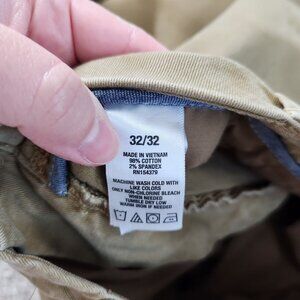 32/32
MADE IN VIETNAM
98% COTTON
2% SPANDEX
RN154379
MACHINE WASH COLD WITH
LIKE COLORS
ONLY NON-CHLORINE BLEACH
WHEN NEEDED
TUMBLE DRY LOW
WARM IRON IF NEEDED